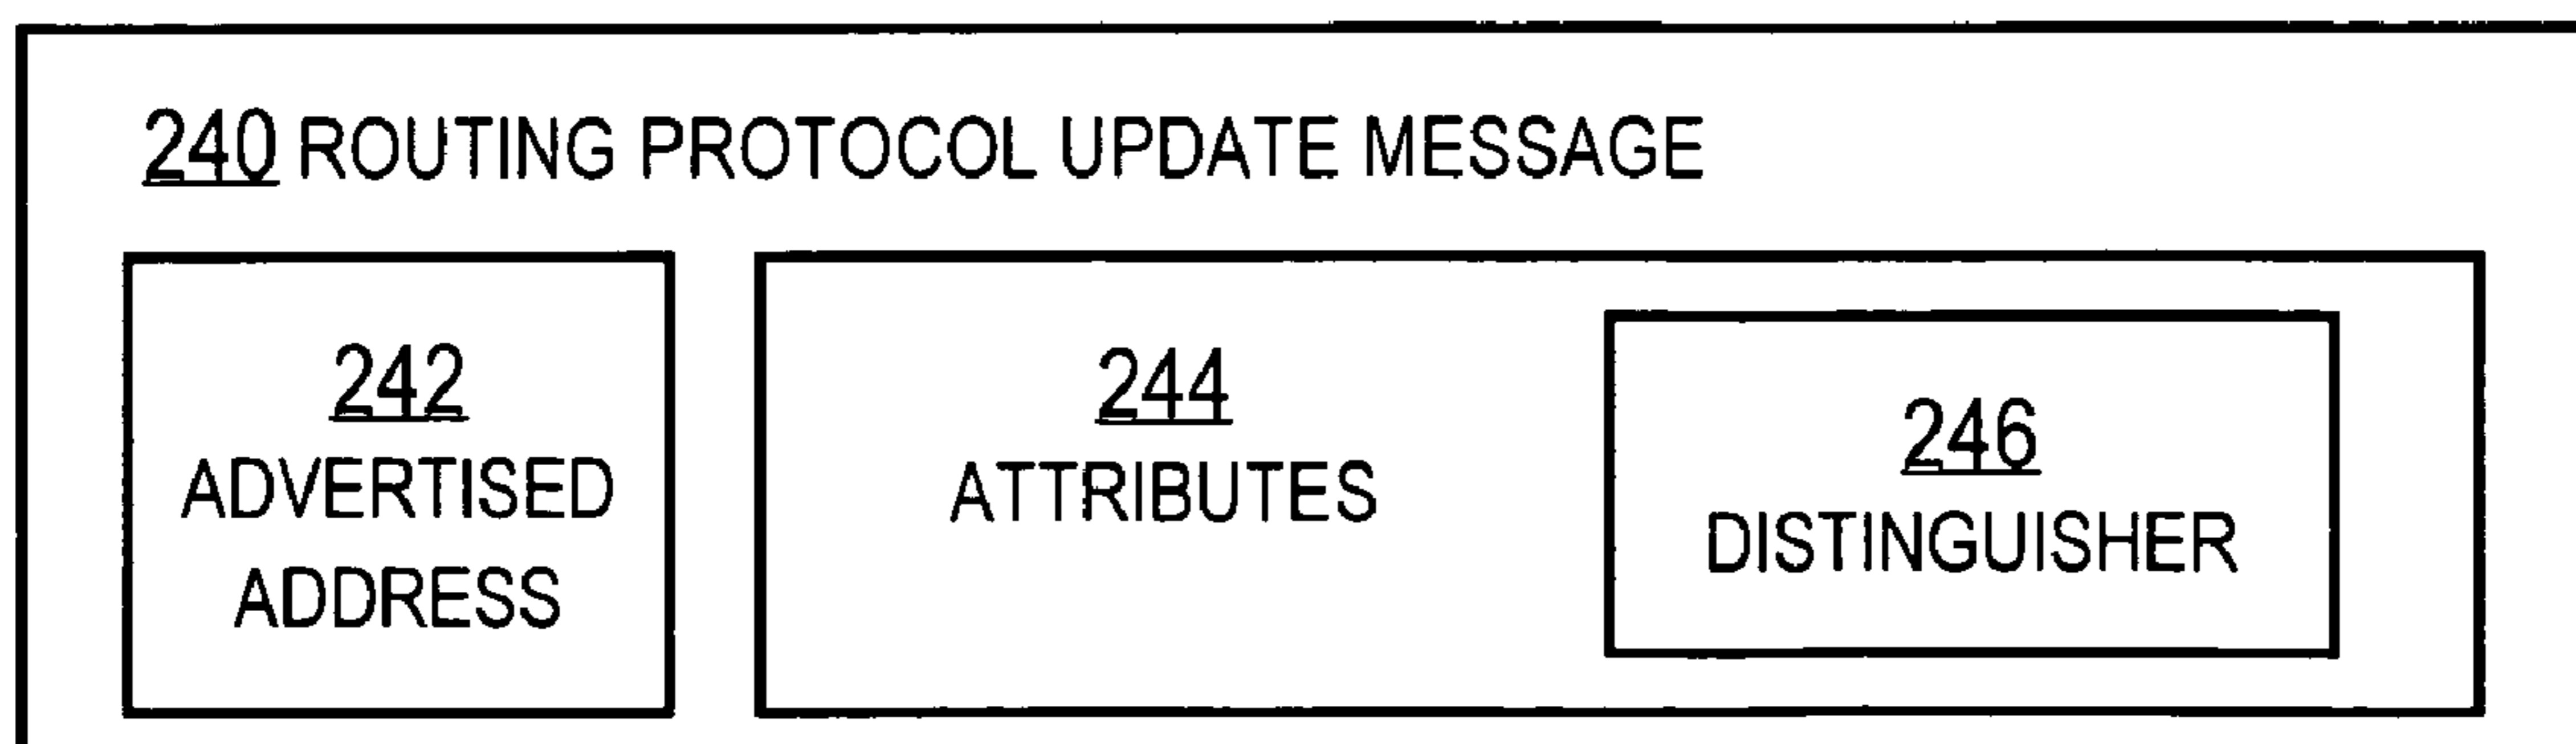 240 ROUTING PROTOCOL UPDATE MESSAGE
242
ADVERTISED
ADDRESS
244
ATTRIBUTES
246
DISTINGUISHER